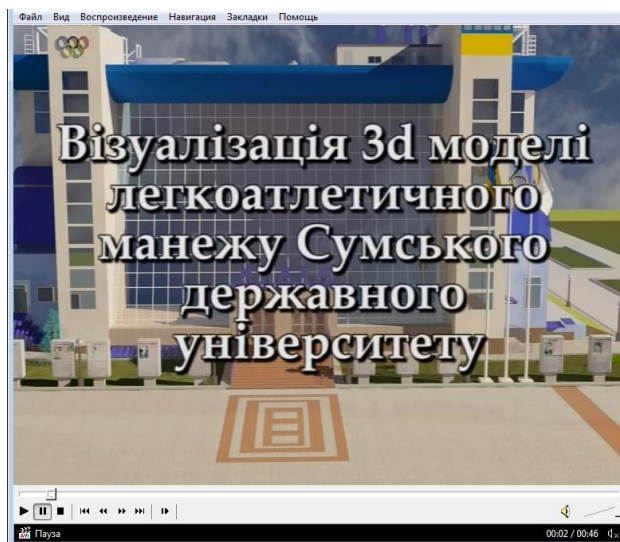 Файл Вид Воспроизведение Навигация Закладки Помощь
Візуалізація 3d моделі
легкоатлетичного
манежу Сумського
державного
університету
Пауза 00:02 / 00:46